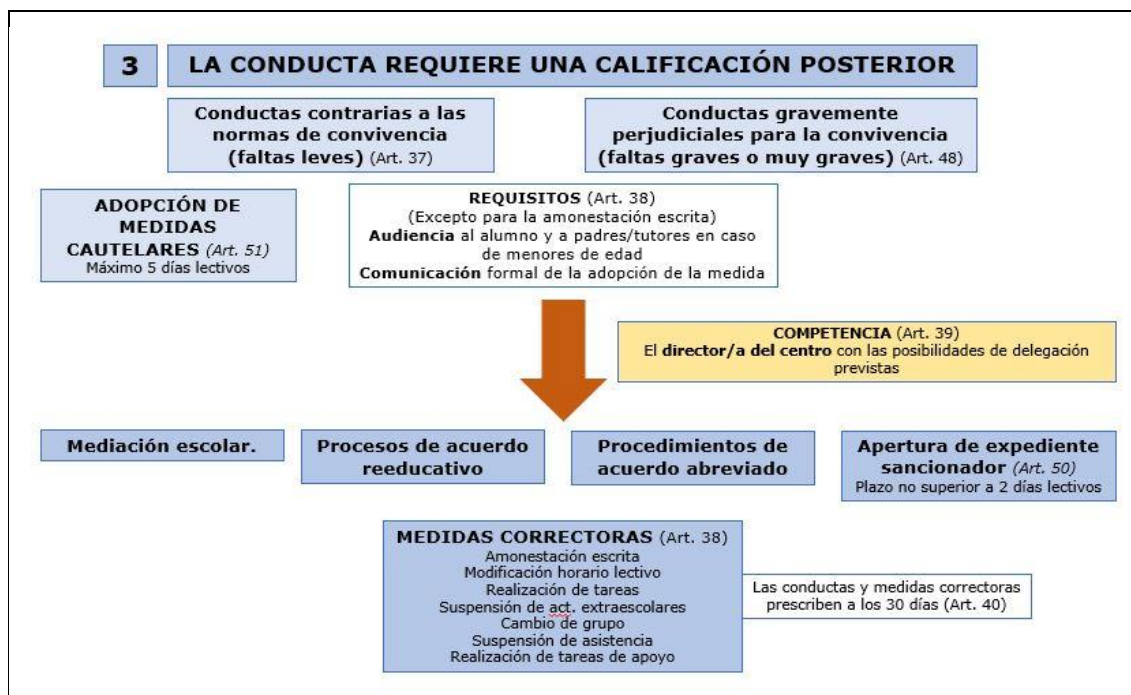 3
LA CONDUCTA REQUIERE UNA CALIFICACIÓN POSTERIOR
Conductas contrarias a las
normas de convivencia
(faltas leves) (Art. 37)
Conductas gravemente
perjudiciales para la convivencia
(faltas graves o muy graves) (Art. 48)
ADOPCIÓN DE
MEDIDAS
CAUTELARES (Art. 51)
Máximo 5 días lectivos
REQUISITOS (Art. 38)
(Excepto para la amonestación escrita)
Audiencia al alumno y a padres/tutores en caso
de menores de edad
Comunicación formal de la adopción de la medida
COMPETENCIA (Art. 39)
El director/a del centro con las posibilidades de delegación
previstas
Mediación escolar.
Procesos de acuerdo
reeducativo
Procedimientos de
acuerdo abreviado
Apertura de expediente
sancionador (Art. 50)
Plazo no superior a 2 días lectivos
MEDIDAS CORRECTORAS (Art. 38)
Amonestación escrita
Modificación horario lectivo
Realización de tareas
Suspensión de act. extraescolares
Cambio de grupo
Suspensión de asistencia
Realización de tareas de apoyo
Las conductas y medidas correctoras
prescriben a los 30 días (Art. 40)